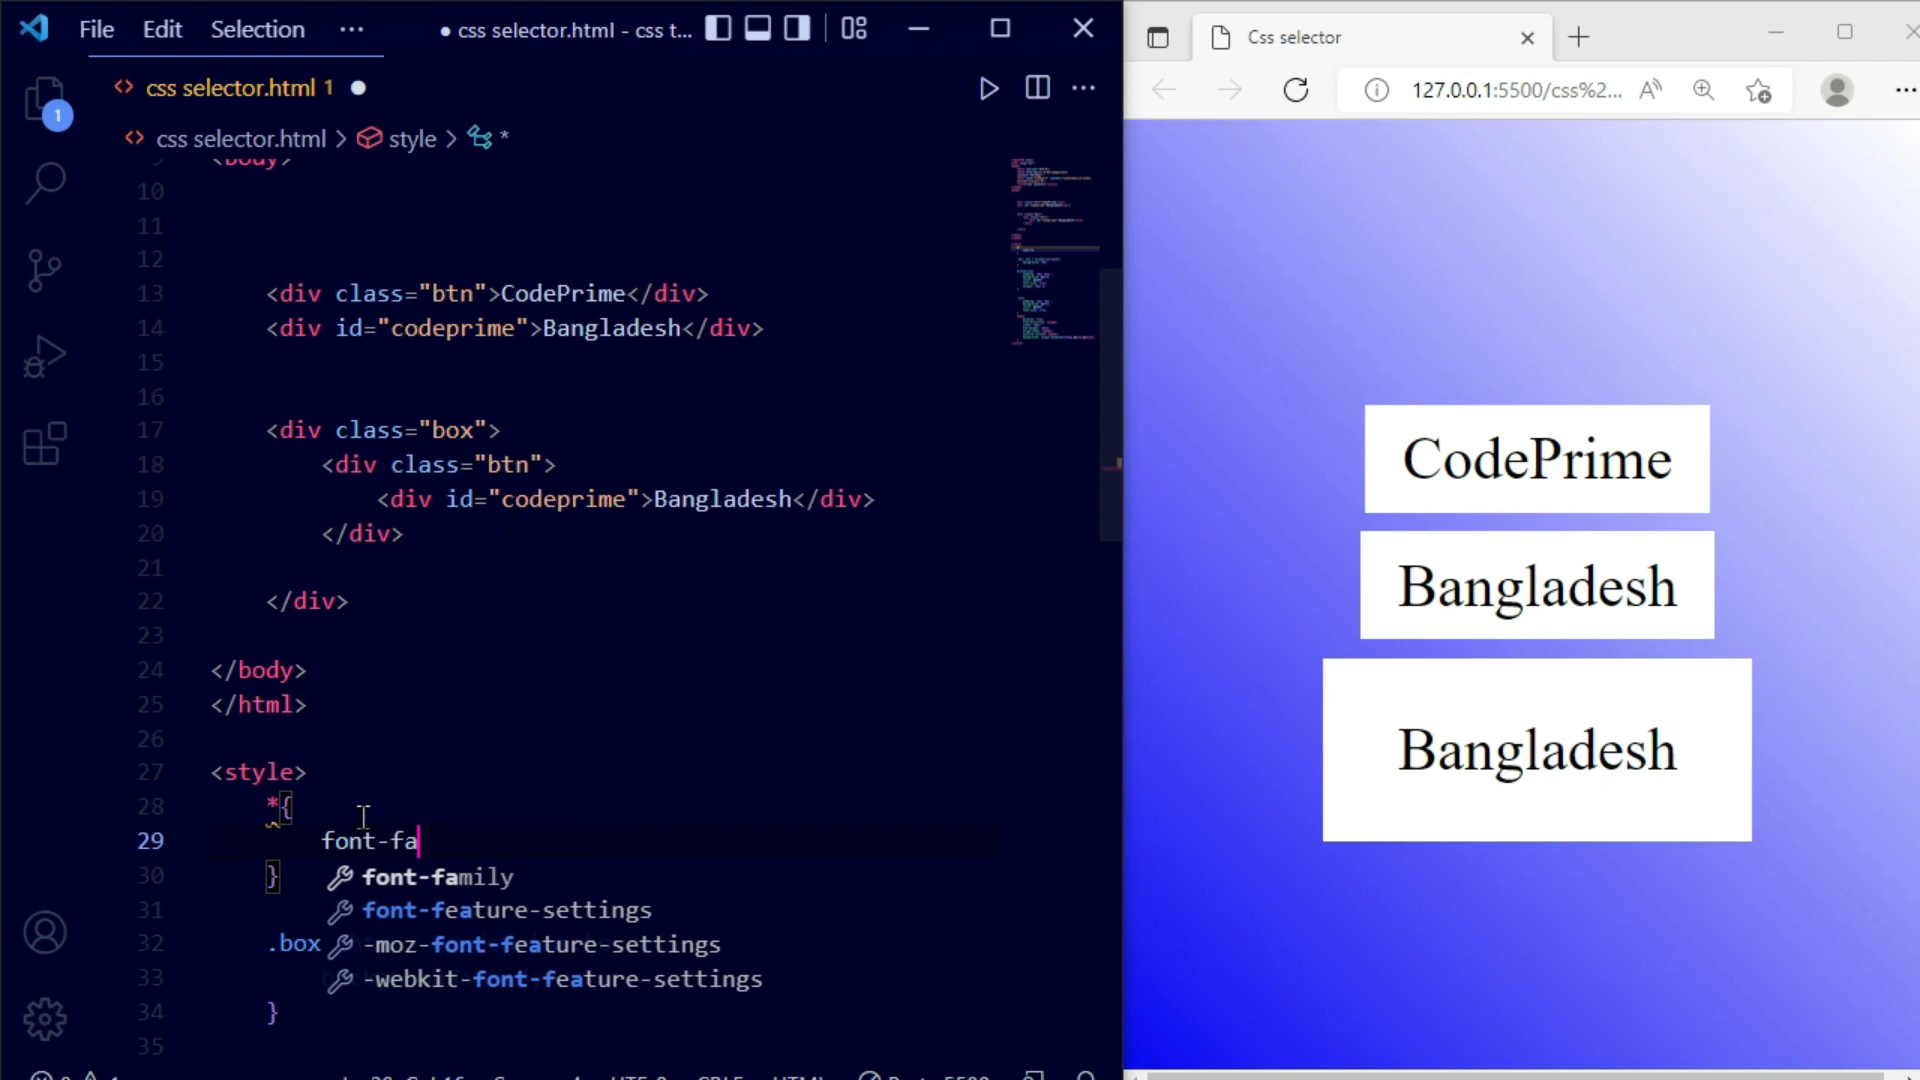 File Edit Selection ···
● css selector.html - css t...
css selector.html 1
css selector.html > style > *
<body>
10
11
12
13 <div class="btn">CodePrime</div>
14 <div id="codeprime">Bangladesh</div>
15
16
17 <div class="box">
18 <div class="btn">
19 <div id="codeprime">Bangladesh</div>
20 </div>
21
22 </div>
23
24 </body>
25 </html>
26
27 <style>
28 *{
29 font-fa
30 }
font-family
31
font-feature-settings
32 .box
-moz-font-feature-settings
33
-webkit-font-feature-settings
34 }
35
1
Css selector
127.0.0.1:5500/css%2...
CodePrime
Bangladesh
Bangladesh